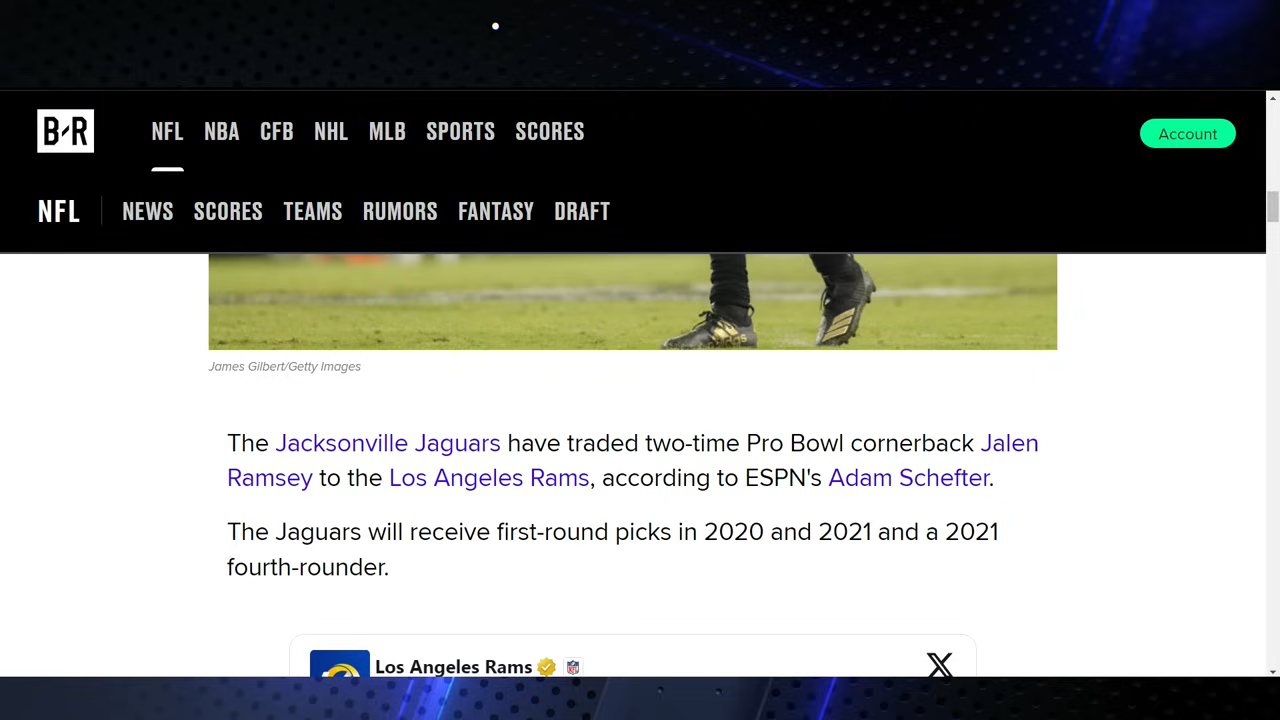 B/R
NFL NBA CFB NHL MLB SPORTS SCORES
Account
NFL NEWS SCORES TEAMS RUMORS FANTASY DRAFT
adidas
James Gilbert/Getty Images
The Jacksonville Jaguars have traded two-time Pro Bowl cornerback Jalen
Ramsey to the Los Angeles Rams, according to ESPN's Adam Schefter.
The Jaguars will receive first-round picks in 2020 and 2021 and a 2021
fourth-rounder.
Los Angeles Rams